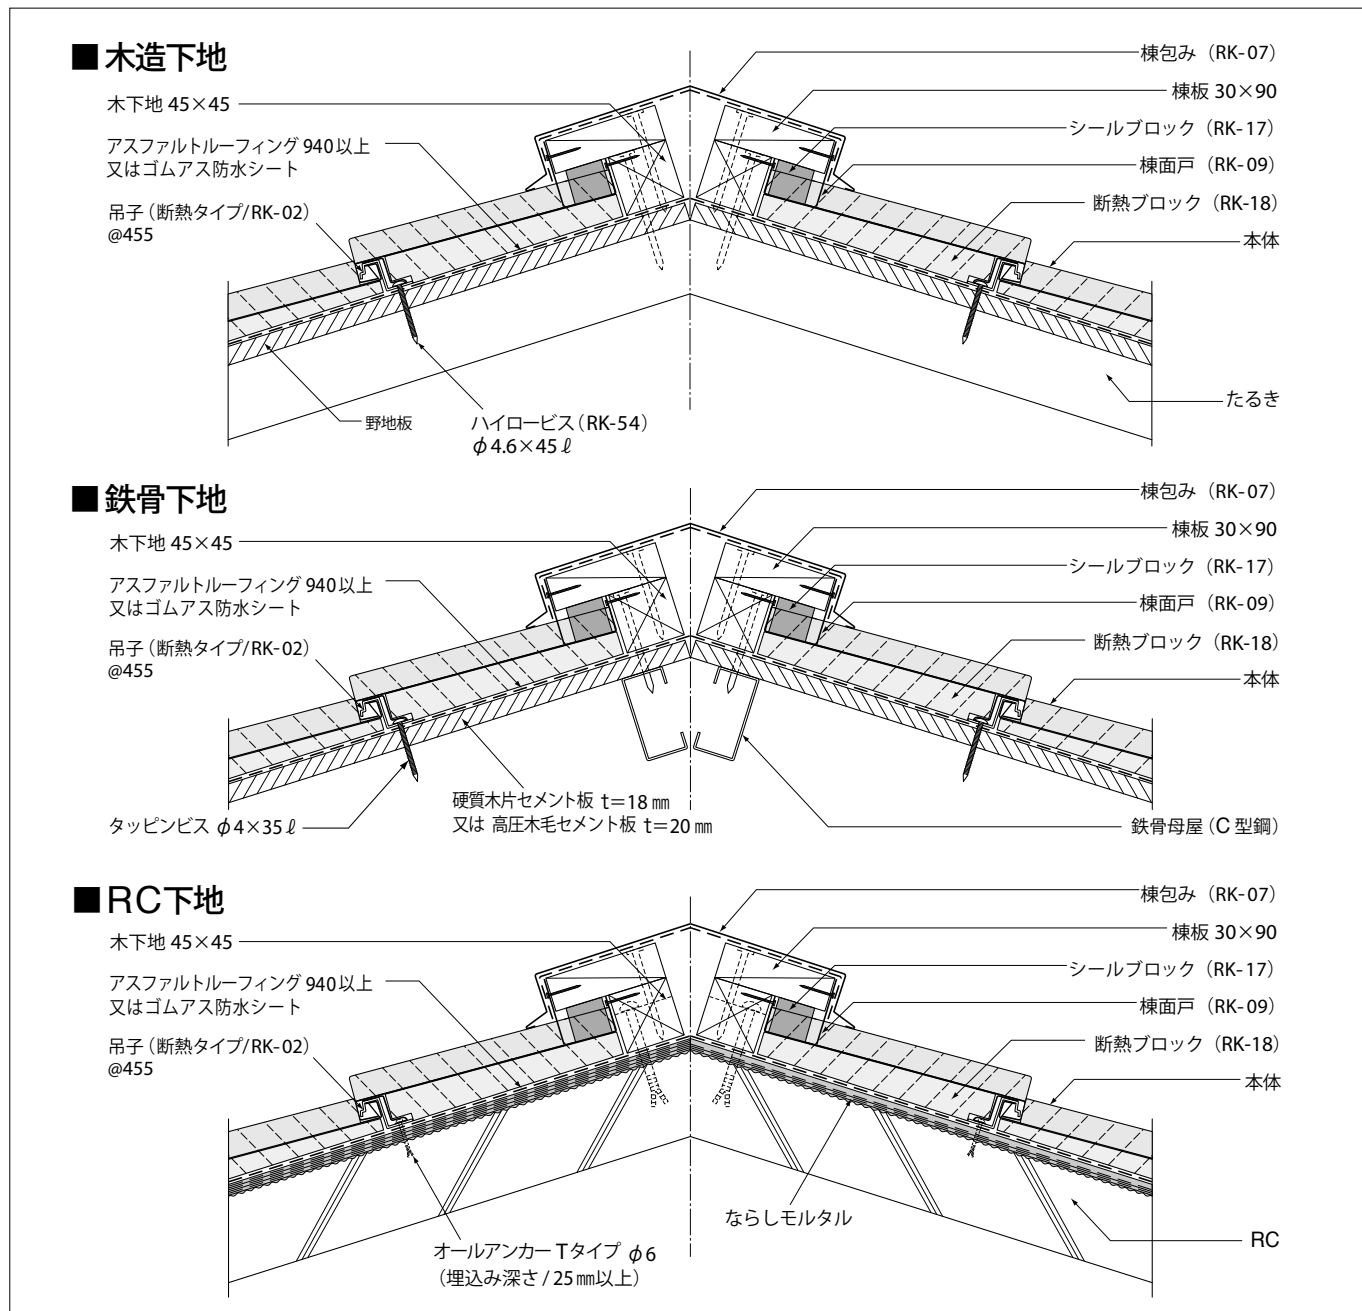 ■ 木造下地
木下地 45×45
アスファルトルーフィング 940以上
又はゴムアス防水シート
吊子（断熱タイプ/RK-02）
@455
野地板
ハイロービス（RK-54）
φ4.6×45ℓ
棟包み（RK-07）
棟板 30×90
シールブロック（RK-17）
棟面戸（RK-09）
断熱ブロック（RK-18）
本体
たるき
■ 鉄骨下地
木下地 45×45
アスファルトルーフィング 940以上
又はゴムアス防水シート
吊子（断熱タイプ/RK-02）
@455
タッピンビス φ4×35ℓ
硬質木片セメント板 t＝18㎜
又は 高圧木毛セメント板 t＝20㎜
棟包み（RK-07）
棟板 30×90
シールブロック（RK-17）
棟面戸（RK-09）
断熱ブロック（RK-18）
本体
鉄骨母屋（C型鋼）
■ RC下地
木下地 45×45
アスファルトルーフィング 940以上
又はゴムアス防水シート
吊子（断熱タイプ/RK-02）
@455
オールアンカー Tタイプ φ6
（埋込み深さ / 25㎜以上）
ならしモルタル
棟包み（RK-07）
棟板 30×90
シールブロック（RK-17）
棟面戸（RK-09）
断熱ブロック（RK-18）
本体
RC